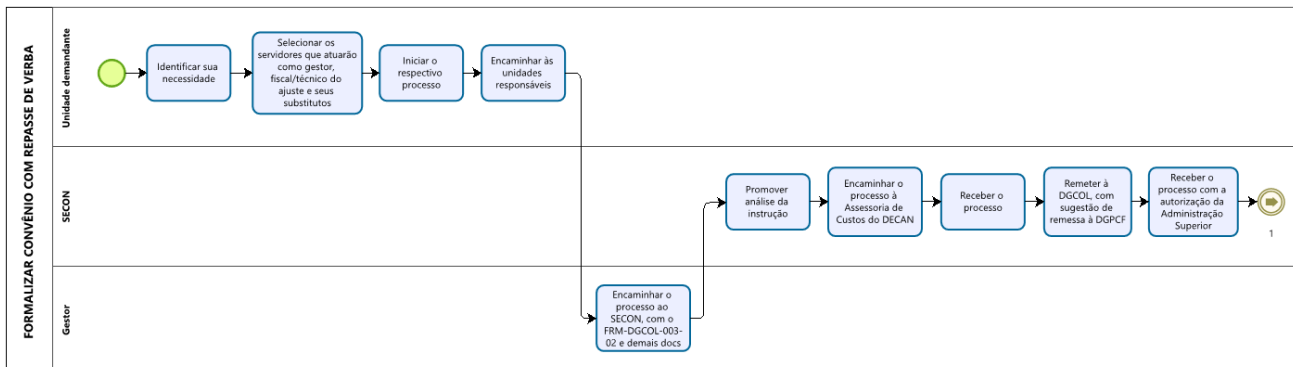 FORMALIZAR CONVÊNIO COM REPASSE DE VERBA
Unidade demandante
Identificar sua
necessidade
Selecionar os
servidores que atuarão
como gestor,
fiscal/técnico do
ajuste e seus
substitutos
Iniciar o
respectivo
processo
Encaminhar às
unidades
responsáveis
SECON
Promover
análise da
instrução
Encaminhar o
processo à
Assessoria de
Custos do DECAN
Receber o
processo
Remeter à
DGCOL, com
sugestão de
remessa à DGPCF
Receber o
processo com a
autorização da
Administração
Superior
1
Gestor
Encaminhar o
processo ao
SECON, com o
FRM-DGCOL-003-
02 e demais docs